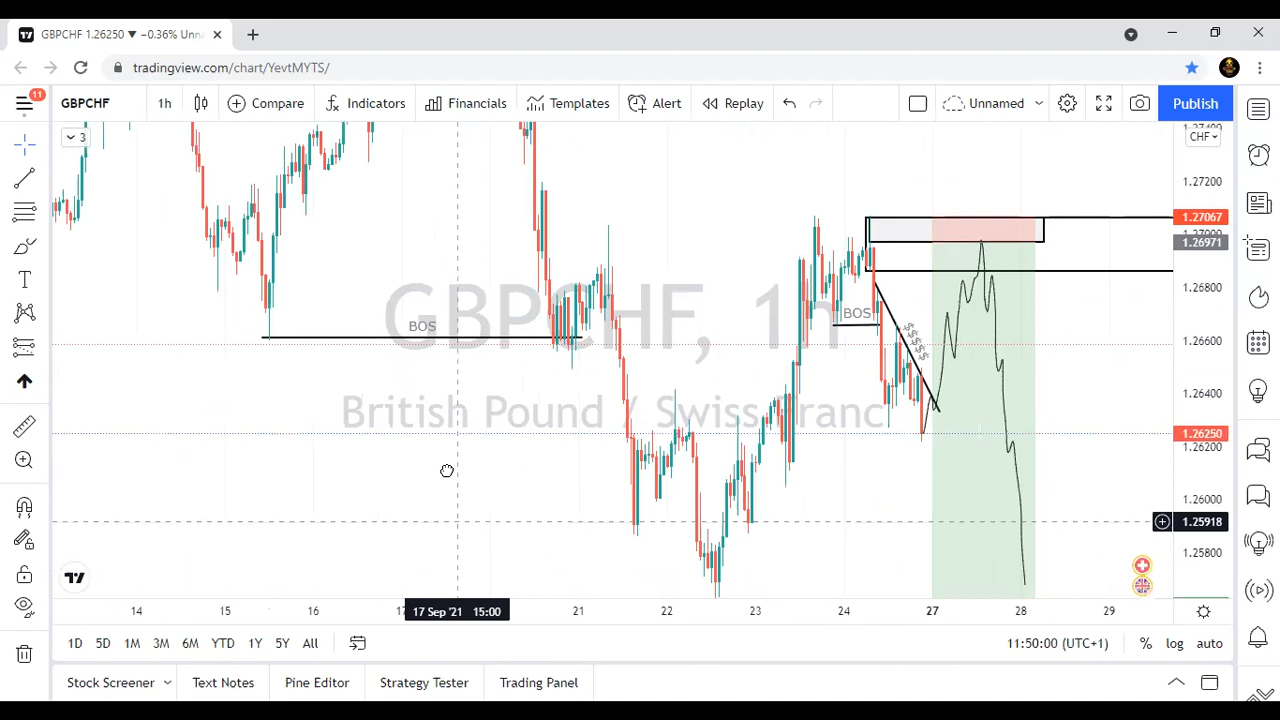 GBPCHF 1.26250 ▼ −0.36% Unna
tradingview.com/chart/YevtMYTS/
11
GBPCHF
1h
Compare
Indicators
Financials
Templates
Alert
Replay
Unnamed
Publish
3
CHF
1.27200
1.27067
1.26971
1.26800
1.26600
1.26400
1.26250
1.26200
1.26000
1.25918
1.25800
GBPCHF, 1h
British Pound / Swiss Franc
BOS
BOS
$$$$$
14
15
16
17 Sep '21 15:00
21
22
23
24
27
28
29
1D
5D
1M
3M
6M
YTD
1Y
5Y
All
11:50:00 (UTC+1)
%
log
auto
Stock Screener
Text Notes
Pine Editor
Strategy Tester
Trading Panel